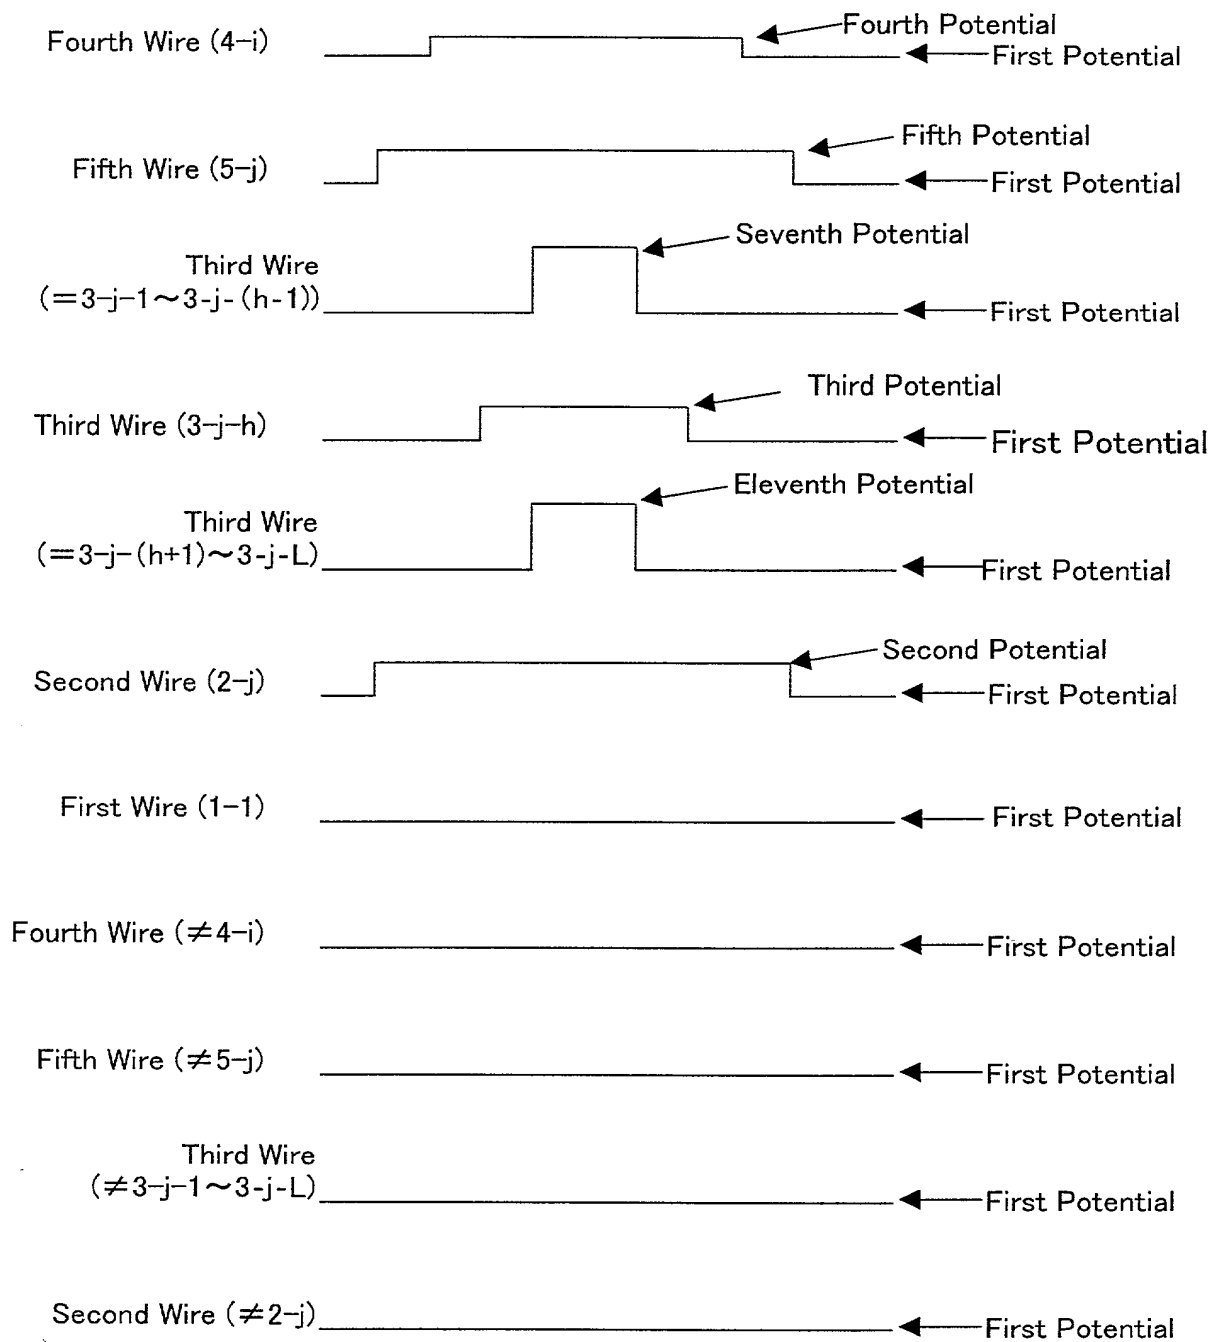 Fourth Wire (4-i)
Fourth Potential
First Potential
Fifth Wire (5-j)
Fifth Potential
First Potential
Third Wire
(=3-j-1~3-j-(h-1))
Seventh Potential
First Potential
Third Wire (3-j-h)
Third Potential
First Potential
Third Wire
(=3-j-(h+1)~3-j-L)
Eleventh Potential
First Potential
Second Wire (2-j)
Second Potential
First Potential
First Wire (1-1)
First Potential
Fourth Wire (≠4-i)
First Potential
Fifth Wire (≠5-j)
First Potential
Third Wire
(≠3-j-1~3-j-L)
First Potential
Second Wire (≠2-j)
First Potential